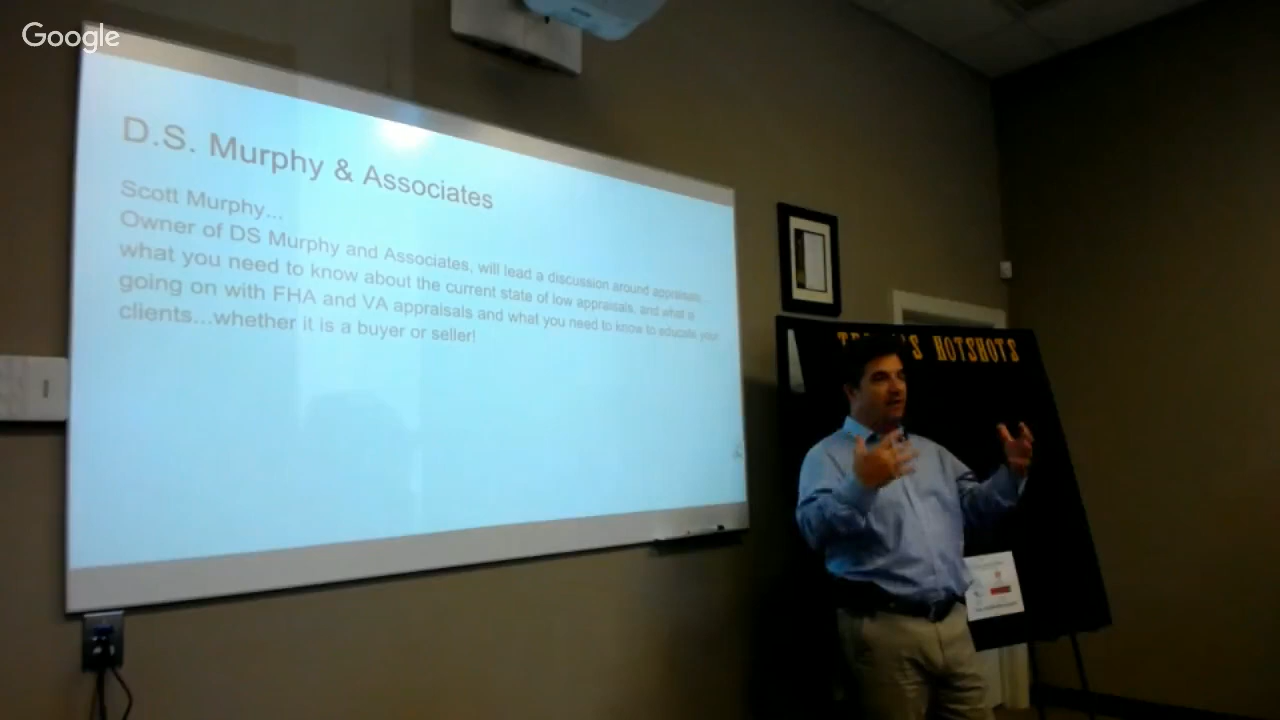 Google
D.S. Murphy & Associates
Scott Murphy...
Owner of DS Murphy and Associates, will lead a discussion around appraisals,
what you need to know about the current state of low appraisals, and what is
going on with FHA and VA appraisals and what you need to know to educate your
clients...whether it is a buyer or seller!
HOTSHOTS